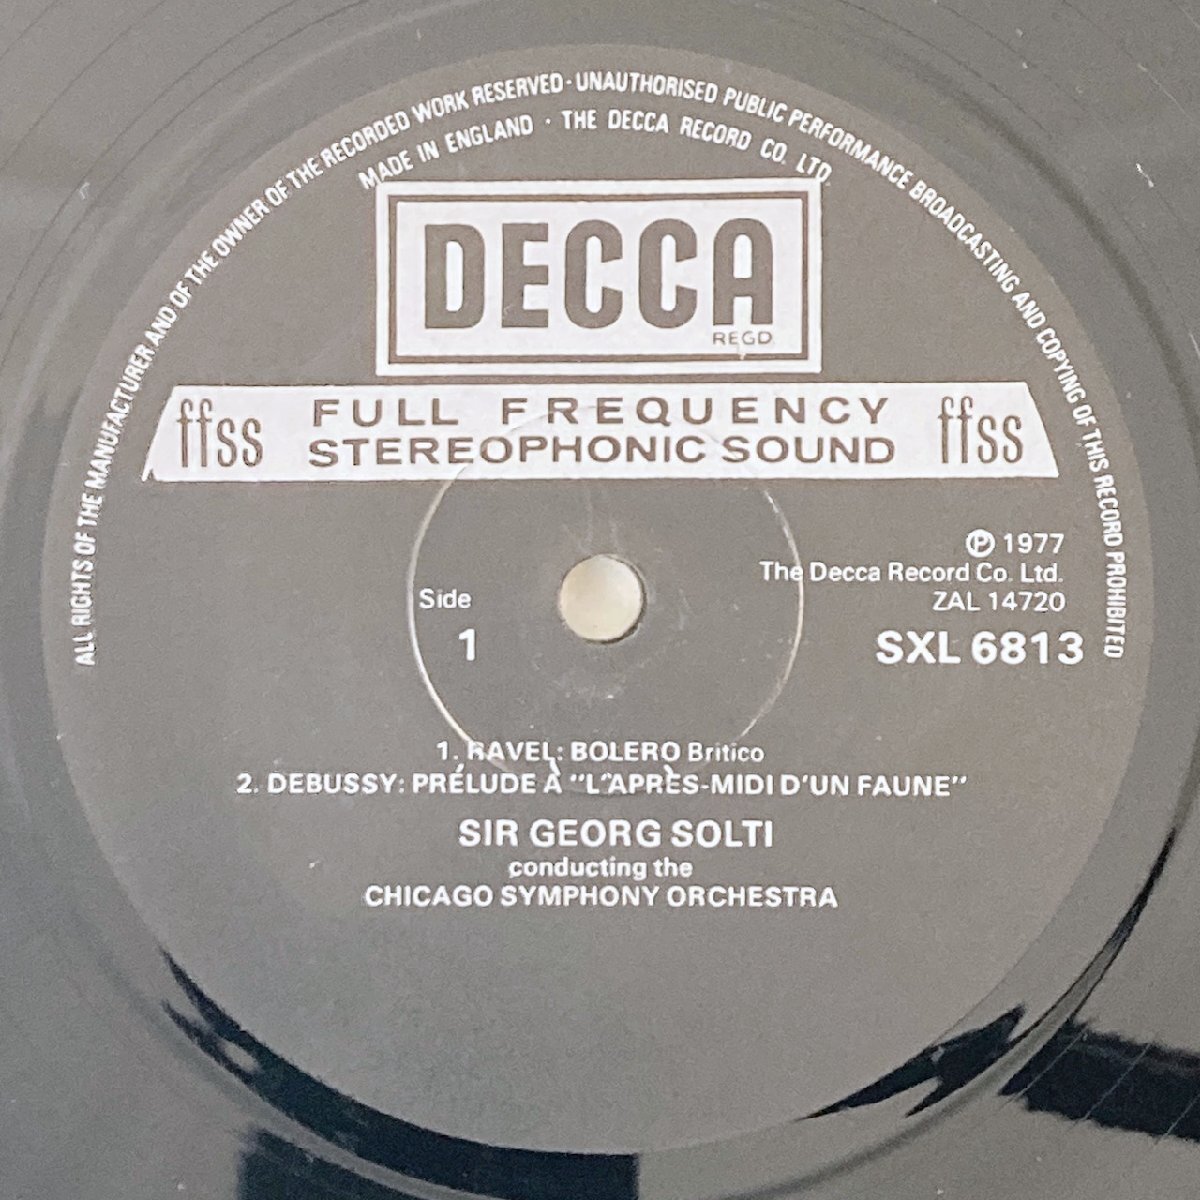 ALL RIGHTS OF THE MANUFACTURER AND OF THE OWNER OF THE RECORDED WORK RESERVED · UNAUTHORISED PUBLIC PERFORMANCE BROADCASTING AND COPYING OF THIS RECORD PROHIBITED
MADE IN ENGLAND · THE DECCA RECORD CO. LTD.
DECCA
REGD
ffss FULL FREQUENCY ffss
STEREOPHONIC SOUND
℗ 1977
The Decca Record Co. Ltd.
ZAL 14720
SXL 6813
Side
1
1. RAVEL: BOLERO Britico
2. DEBUSSY: PRÉLUDE À "L'APRÈS-MIDI D'UN FAUNE"
SIR GEORG SOLTI
conducting the
CHICAGO SYMPHONY ORCHESTRA